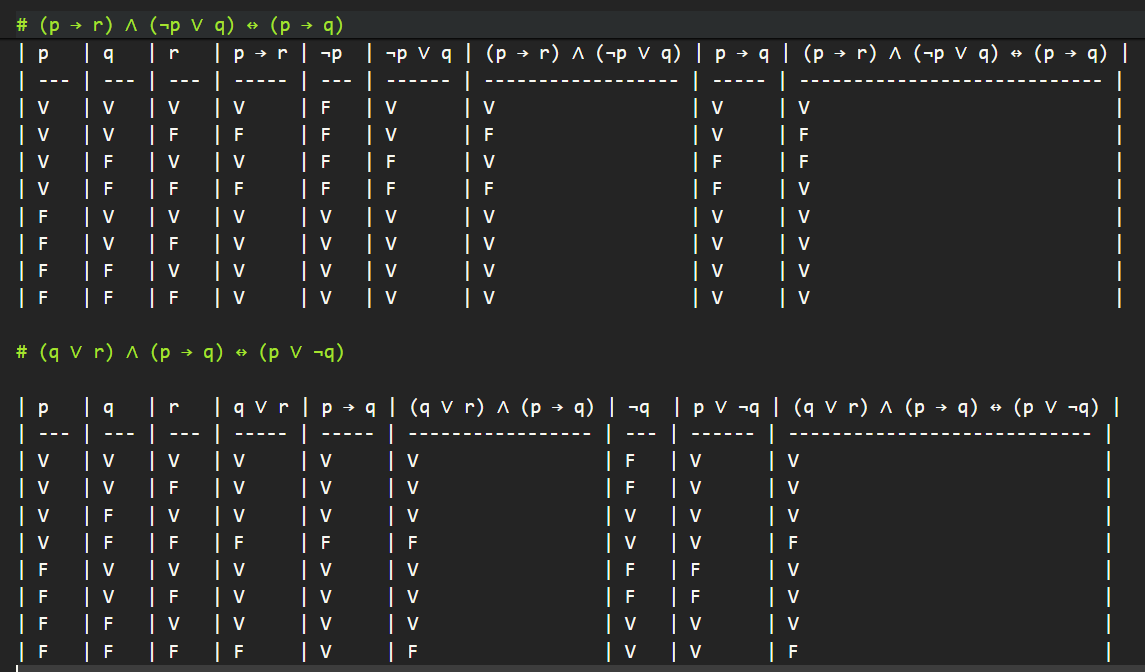 # (p → r) ∧ (¬p ∨ q) ↔ (p → q)
| p | q | r | p → r | ¬p | ¬p ∨ q | (p → r) ∧ (¬p ∨ q) | p → q | (p → r) ∧ (¬p ∨ q) ↔ (p → q) |
| --- | --- | --- | ----- | --- | ------ | ------------------ | ----- | ---------------------------- |
| V | V | V | V | F | V | V | V | V |
| V | V | F | F | F | V | F | V | F |
| V | F | V | V | F | F | V | F | F |
| V | F | F | F | F | F | F | F | V |
| F | V | V | V | V | V | V | V | V |
| F | V | F | V | V | V | V | V | V |
| F | F | V | V | V | V | V | V | V |
| F | F | F | V | V | V | V | V | V |
# (q ∨ r) ∧ (p → q) ↔ (p ∨ ¬q)
| p | q | r | q ∨ r | p → q | (q ∨ r) ∧ (p → q) | ¬q | p ∨ ¬q | (q ∨ r) ∧ (p → q) ↔ (p ∨ ¬q) |
| --- | --- | --- | ----- | ----- | ----------------- | --- | ------ | ---------------------------- |
| V | V | V | V | V | V | F | V | V |
| V | V | F | V | V | V | F | V | V |
| V | F | V | V | V | V | V | V | V |
| V | F | F | F | F | F | V | V | F |
| F | V | V | V | V | V | F | F | V |
| F | V | F | V | V | V | F | F | V |
| F | F | V | V | V | V | V | V | V |
| F | F | F | F | V | F | V | V | F |